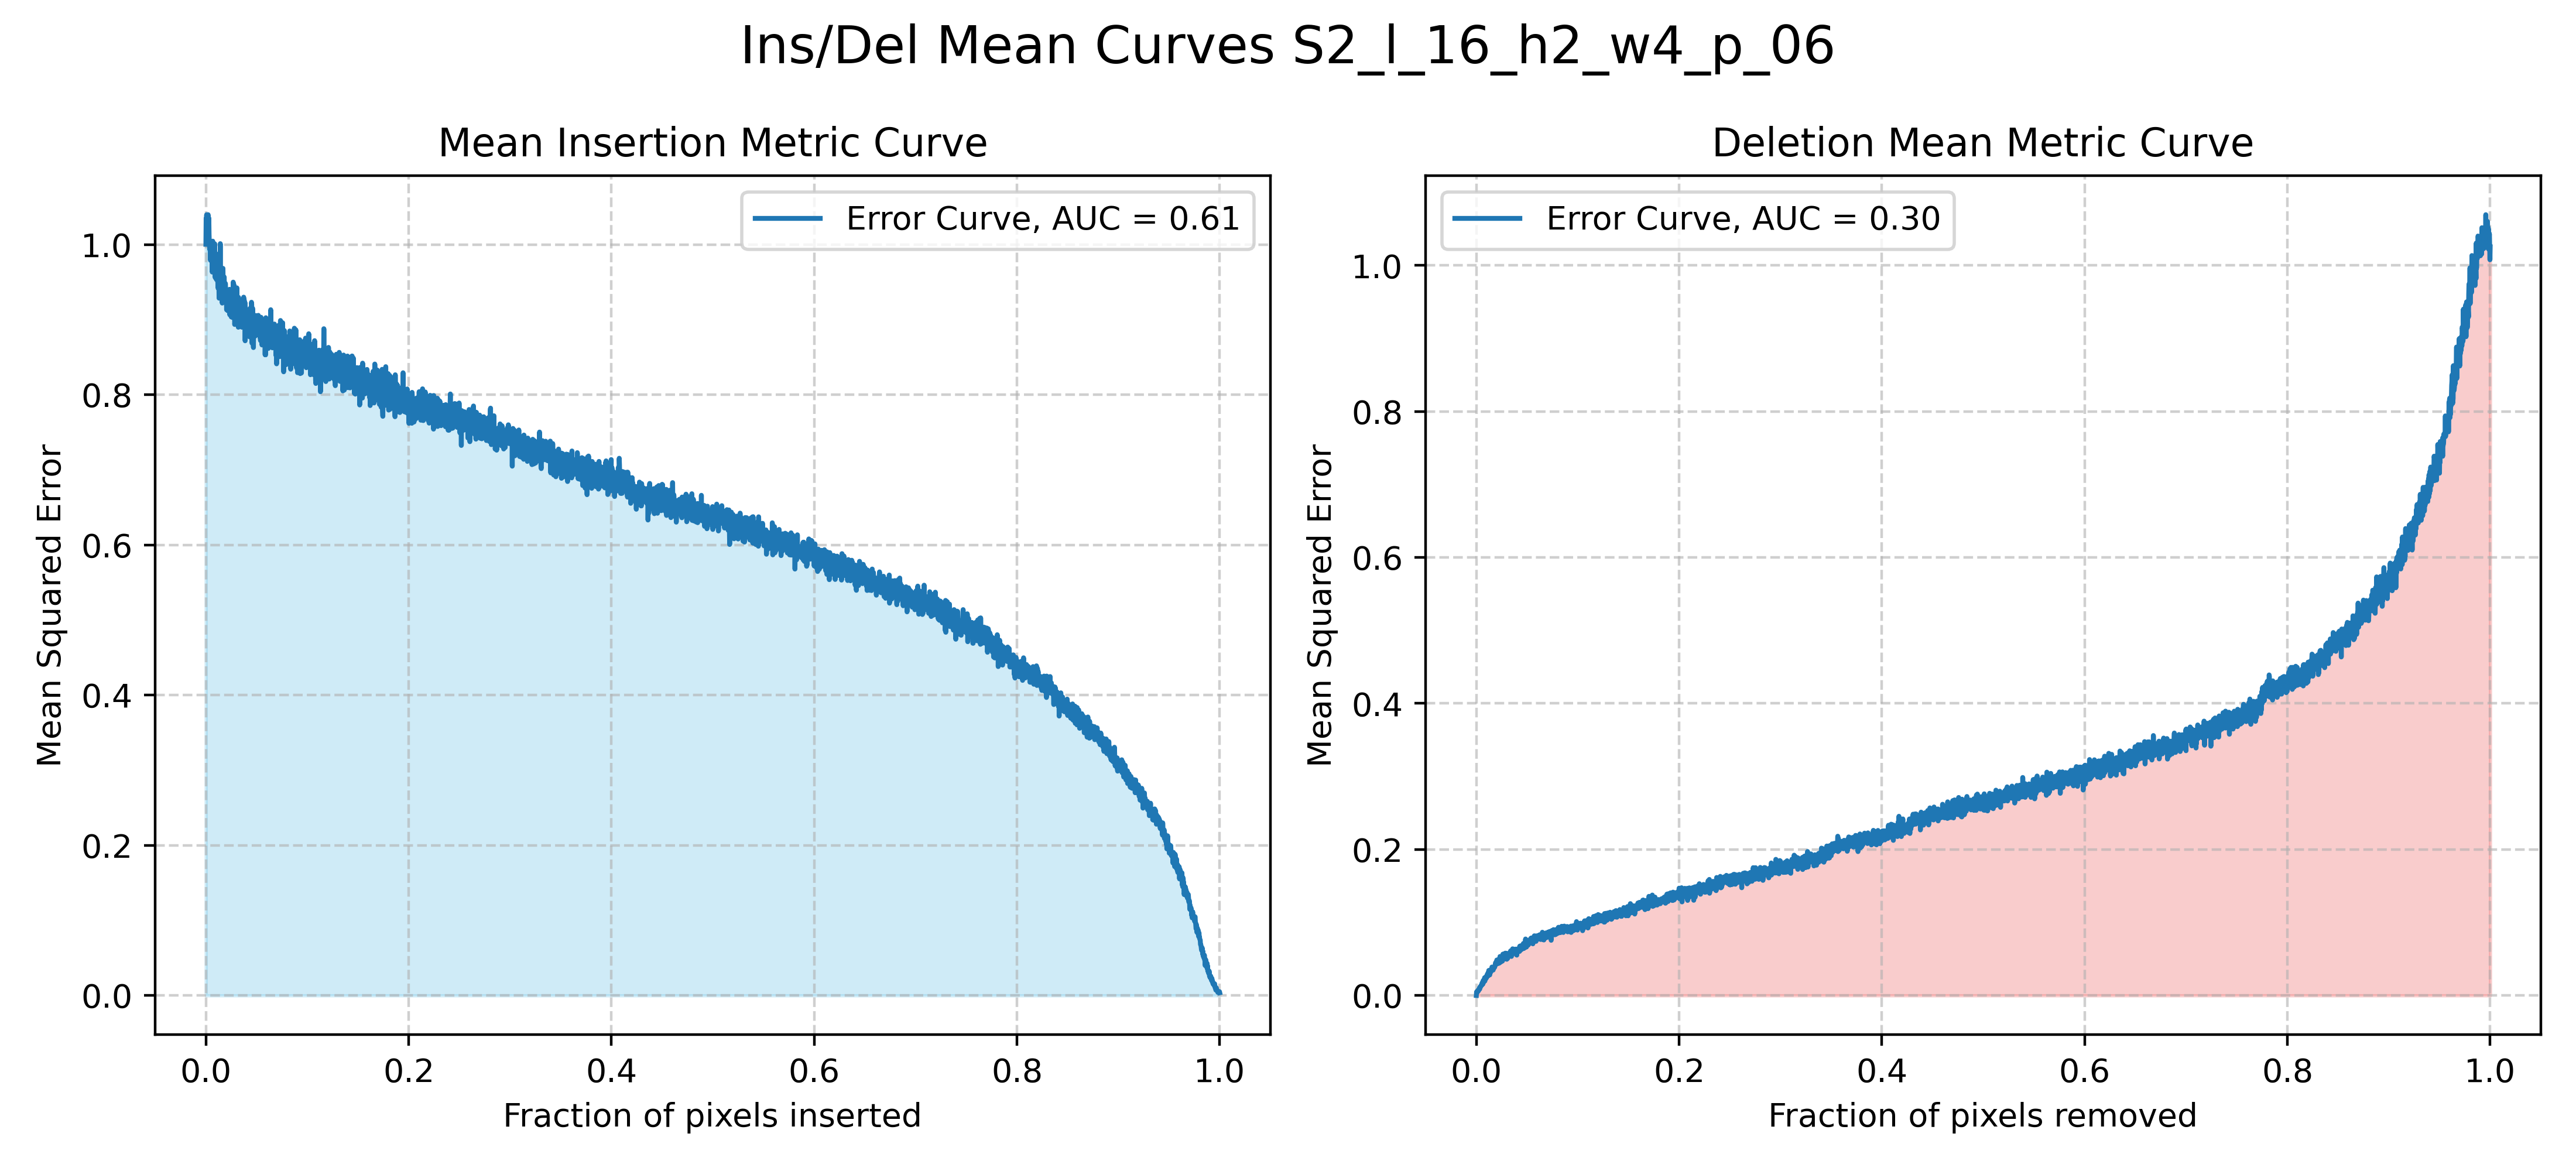 Ins/Del Mean Curves S2_l_16_h2_w4_p_06
Mean Insertion Metric Curve
Error Curve, AUC = 0.61
Mean Squared Error
1.0
0.8
0.6
0.4
0.2
0.0
0.0 0.2 0.4 0.6 0.8 1.0
Fraction of pixels inserted
Deletion Mean Metric Curve
Error Curve, AUC = 0.30
Mean Squared Error
1.0
0.8
0.6
0.4
0.2
0.0
0.0 0.2 0.4 0.6 0.8 1.0
Fraction of pixels removed